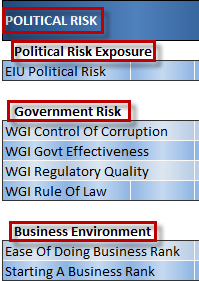 POLITICAL RISK
Political Risk Exposure
EIU Political Risk
Government Risk
WGI Control Of Corruption
WGI Govt Effectiveness
WGI Regulatory Quality
WGI Rule Of Law
Business Environment
Ease Of Doing Business Rank
Starting A Business Rank